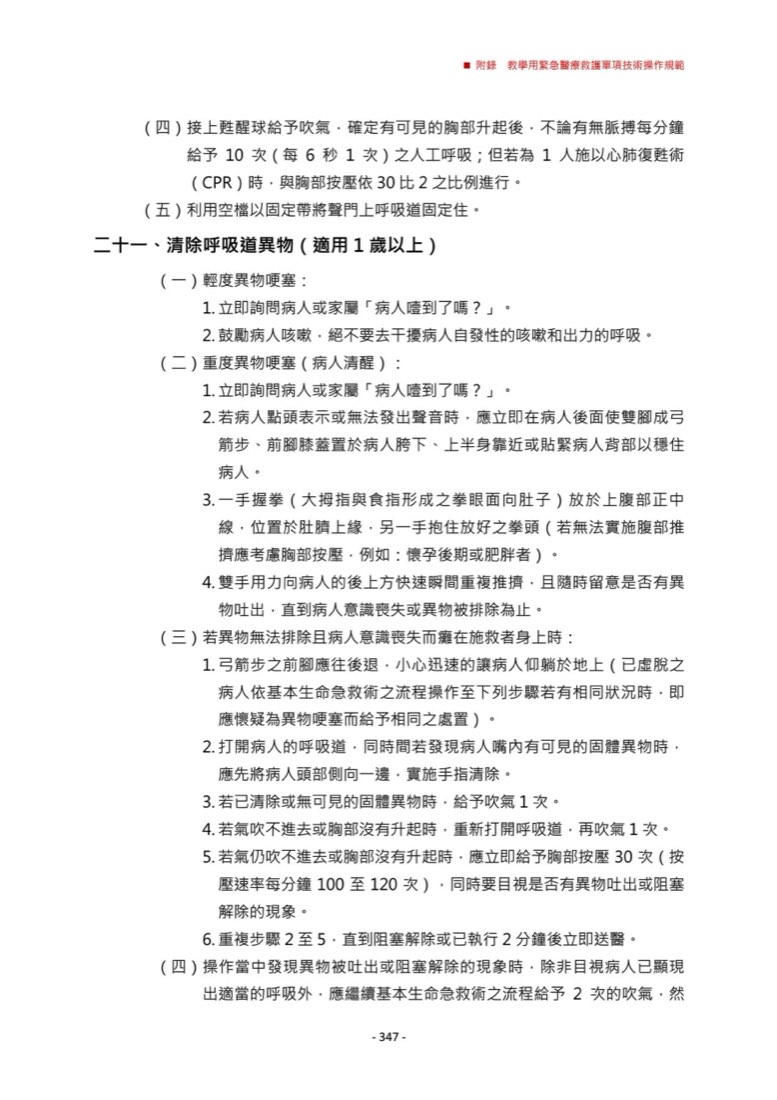 ■ 附錄　教學用緊急醫療救護單項技術操作規範
（四）接上甦醒球給予吹氣，確定有可見的胸部升起後，不論有無脈搏每分鐘
給予 10 次（每 6 秒 1 次）之人工呼吸；但若為 1 人施以心肺復甦術
（CPR）時，與胸部按壓依 30 比 2 之比例進行。
（五）利用空檔以固定帶將聲門上呼吸道固定住。
二十一、清除呼吸道異物（適用 1 歲以上）
（一）輕度異物哽塞：
1. 立即詢問病人或家屬「病人噎到了嗎？」。
2. 鼓勵病人咳嗽，絕不要去干擾病人自發性的咳嗽和出力的呼吸。
（二）重度異物哽塞（病人清醒）：
1. 立即詢問病人或家屬「病人噎到了嗎？」。
2. 若病人點頭表示或無法發出聲音時，應立即在病人後面使雙腳成弓
箭步、前腳膝蓋置於病人胯下、上半身靠近或貼緊病人背部以穩住
病人。
3. 一手握拳（大拇指與食指形成之拳眼面向肚子）放於上腹部正中
線，位置於肚臍上緣，另一手抱住放好之拳頭（若無法實施腹部推
擠應考慮胸部按壓，例如：懷孕後期或肥胖者）。
4. 雙手用力向病人的後上方快速瞬間重複推擠，且隨時留意是否有異
物吐出，直到病人意識喪失或異物被排除為止。
（三）若異物無法排除且病人意識喪失而癱在施救者身上時：
1. 弓箭步之前腳應往後退，小心迅速的讓病人仰躺於地上（已虛脫之
病人依基本生命急救術之流程操作至下列步驟若有相同狀況時，即
應懷疑為異物哽塞而給予相同之處置）。
2. 打開病人的呼吸道，同時間若發現病人嘴內有可見的固體異物時，
應先將病人頭部側向一邊，實施手指清除。
3. 若已清除或無可見的固體異物時，給予吹氣 1 次。
4. 若氣吹不進去或胸部沒有升起時，重新打開呼吸道，再吹氣 1 次。
5. 若氣仍吹不進去或胸部沒有升起時，應立即給予胸部按壓 30 次（按
壓速率每分鐘 100 至 120 次），同時要目視是否有異物吐出或阻塞
解除的現象。
6. 重複步驟 2 至 5，直到阻塞解除或已執行 2 分鐘後立即送醫。
（四）操作當中發現異物被吐出或阻塞解除的現象時，除非目視病人已顯現
出適當的呼吸外，應繼續基本生命急救術之流程給予 2 次的吹氣，然
- 347 -